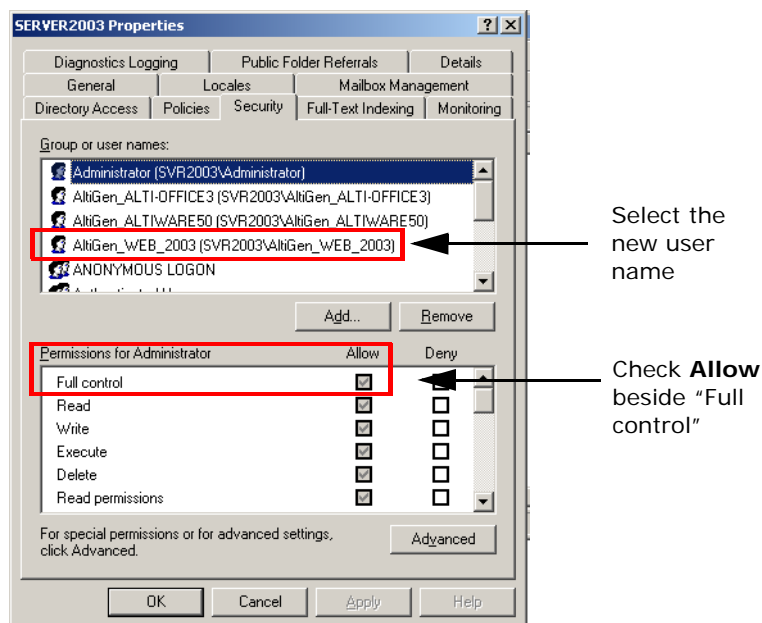 SERVER2003 Properties
Diagnostics Logging
Public Folder Referrals
Details
General
Locales
Mailbox Management
Directory Access
Policies
Security
Full-Text Indexing
Monitoring
Group or user names:
Administrator (SVR2003\Administrator)
AltiGen_ALTI-OFFICE3 (SVR2003\AltiGen_ALTI-OFFICE3)
AltiGen_ALTIWARE50 (SVR2003\AltiGen_ALTIWARE50)
AltiGen_WEB_2003 (SVR2003\AltiGen_WEB_2003)
ANONYMOUS LOGON
Add...
Remove
Permissions for Administrator
Allow
Deny
Full control
Read
Write
Execute
Delete
Read permissions
For special permissions or for advanced settings,
click Advanced.
Advanced
OK
Cancel
Apply
Help
Select the
new user
name
Check Allow
beside “Full
control”